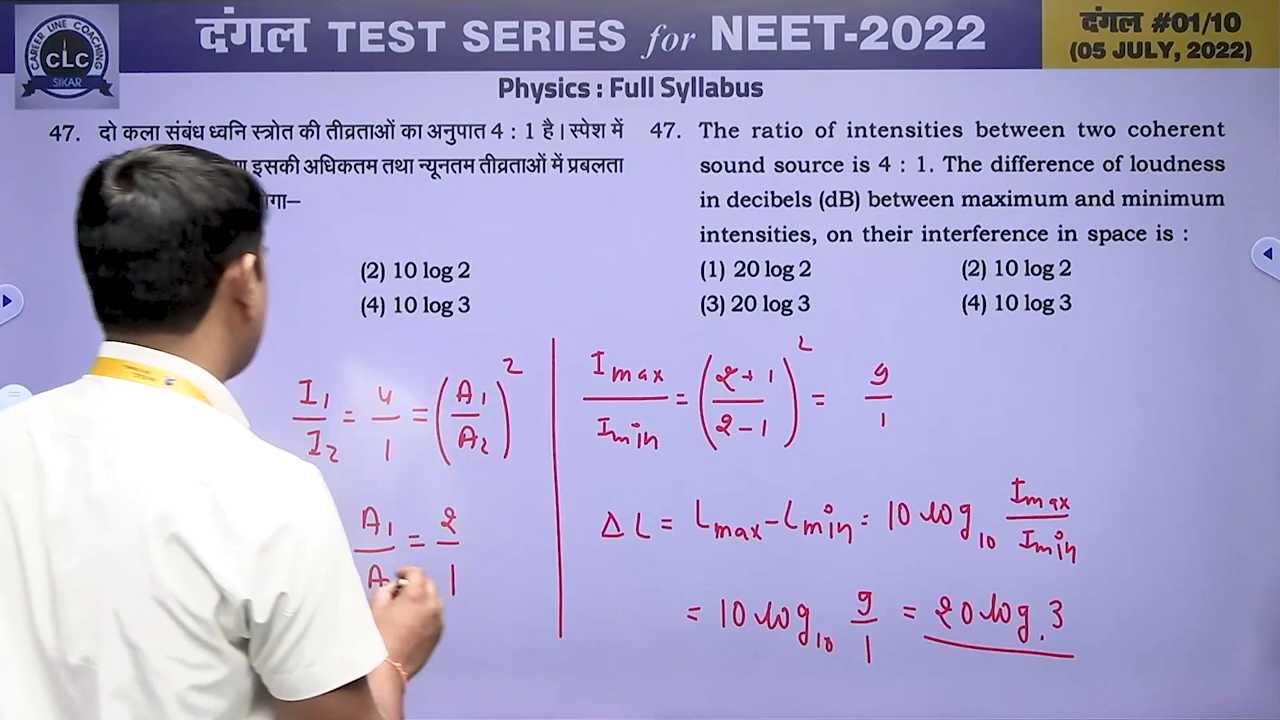 CAREER LINE COACHING
CLC
SIKAR
दंगल TEST SERIES for NEET-2022
दंगल #01/10
(05 JULY, 2022)
Physics : Full Syllabus
47. दो कला संबंध ध्वनि स्त्रोत की तीव्रताओं का अनुपात 4 : 1 है। स्पेश में
इसकी अधिकतम तथा न्यूनतम तीव्रताओं में प्रबलता
(2) 10 log 2
(4) 10 log 3
47. The ratio of intensities between two coherent
sound source is 4 : 1. The difference of loudness
in decibels (dB) between maximum and minimum
intensities, on their interference in space is :
(1) 20 log 2 (2) 10 log 2
(3) 20 log 3 (4) 10 log 3
I₁/I₂ = 4/1 = (A₁/A₂)²
A₁/A = 2/1
Imax/Imin = (2+1/2-1)² = 9/1
ΔL = Lmax - Lmin = 10 log₁₀ Imax/Imin
= 10 log₁₀ 9/1 = 20 log 3